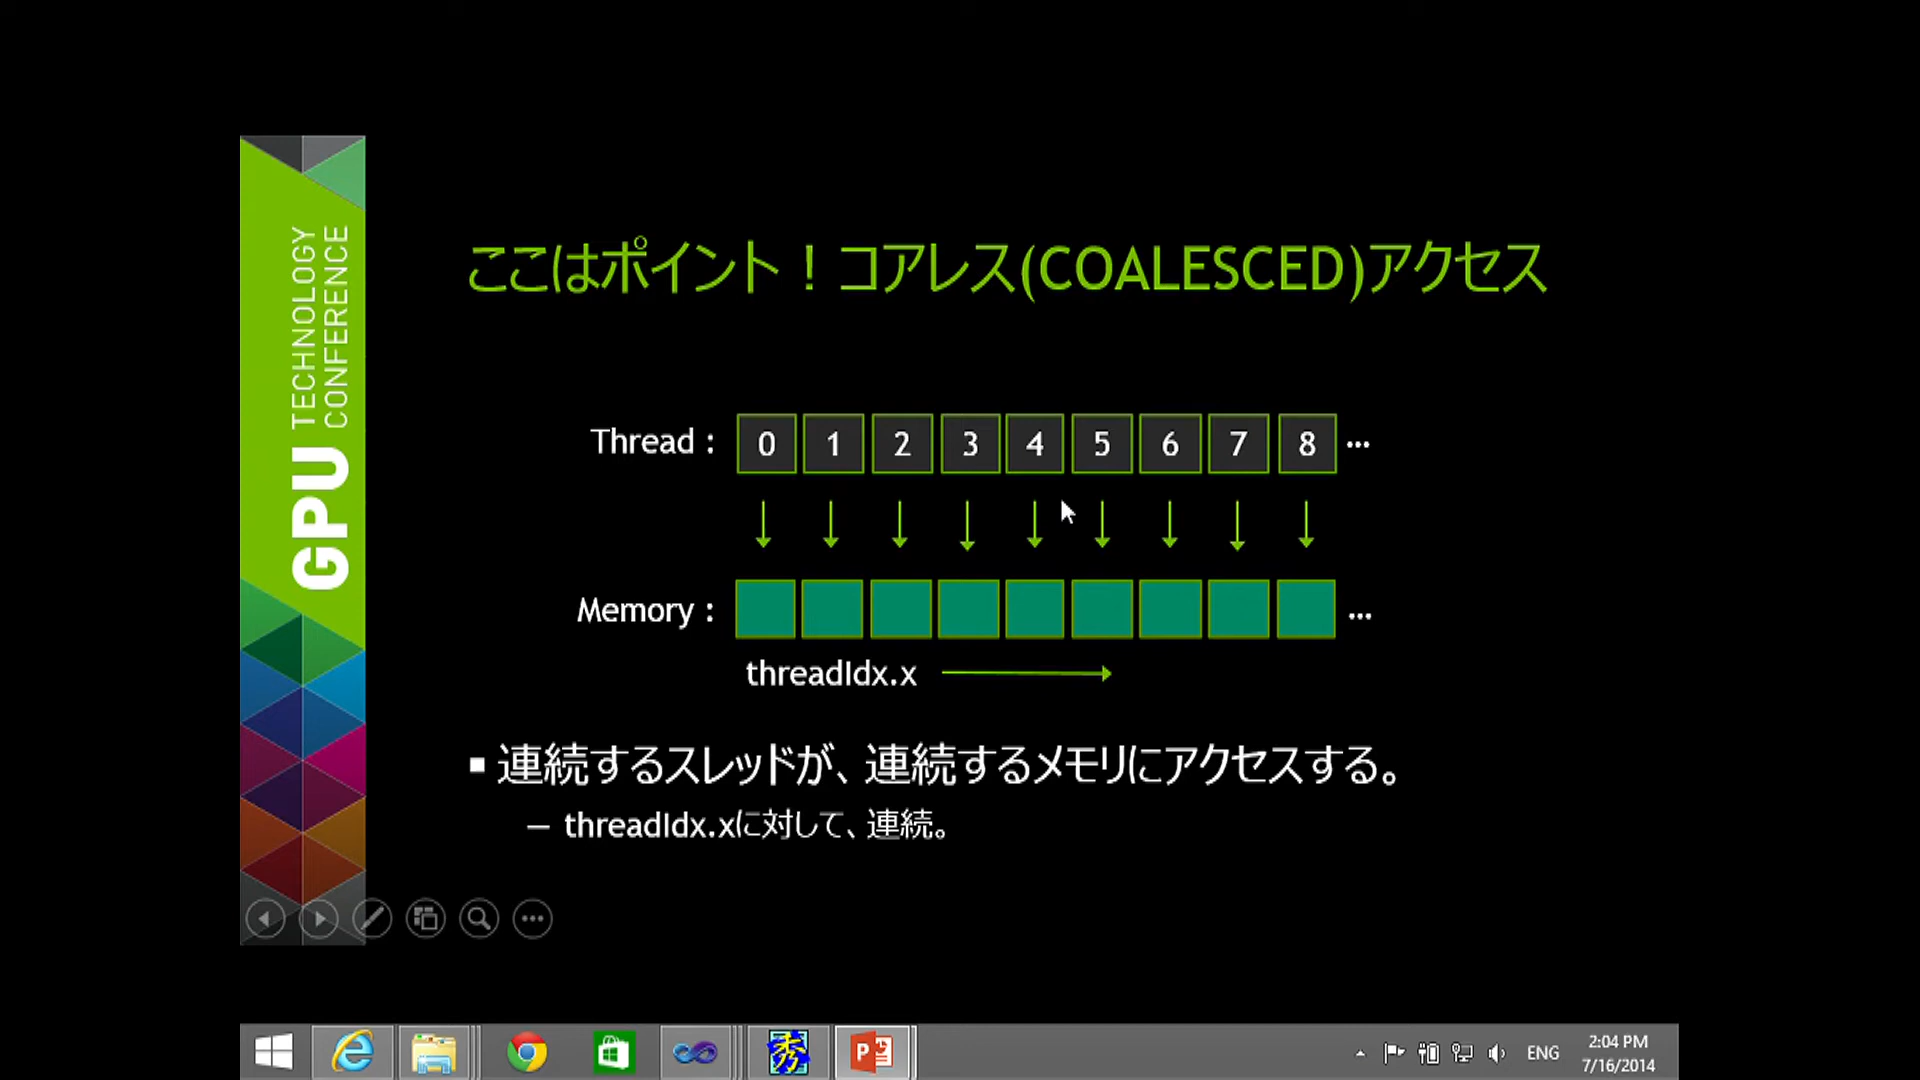 GPU TECHNOLOGY
CONFERENCE
ここはポイント！コアレス(COALESCED)アクセス
Thread : 0 1 2 3 4 5 6 7 8 ...
Memory : ...
threadIdx.x
▪ 連続するスレッドが、連続するメモリにアクセスする。
— threadIdx.xに対して、連続。
秀
P
ENG
2:04 PM
7/16/2014